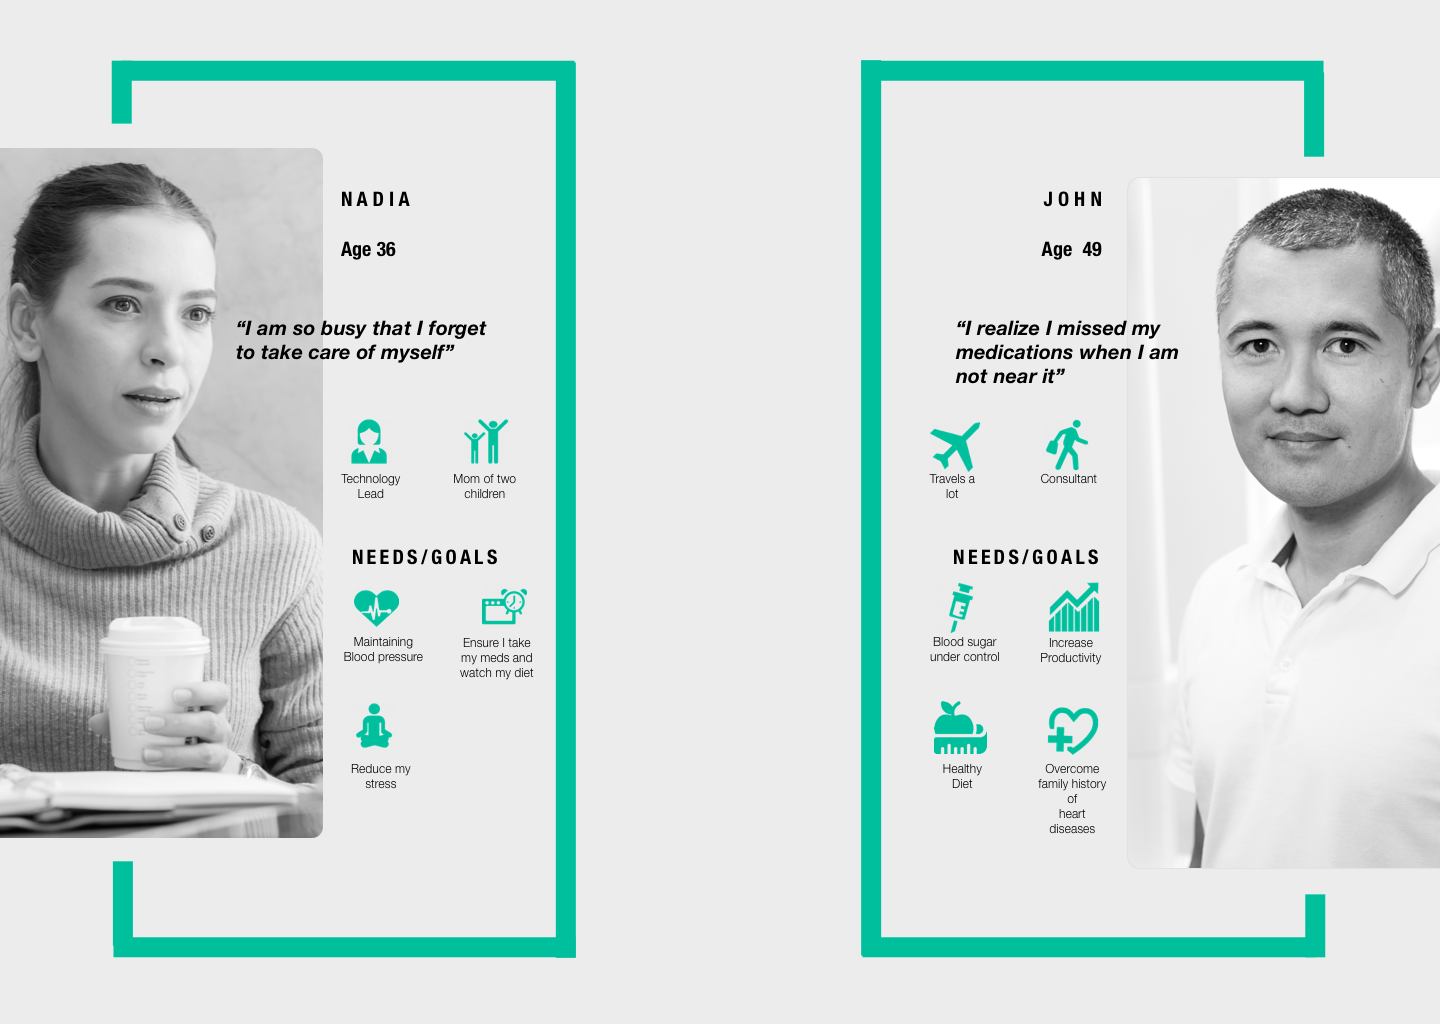 NADIA
Age 36
“I am so busy that I forget
to take care of myself”
Technology
Lead
Mom of two
children
NEEDS/GOALS
Maintaining
Blood pressure
Ensure I take
my meds and
watch my diet
Reduce my
stress
JOHN
Age  49
“I realize I missed my
medications when I am
not near it”
Travels a
lot
Consultant
NEEDS/GOALS
Blood sugar
under control
Increase
Productivity
Healthy
Diet
Overcome
family history
of
heart
diseases